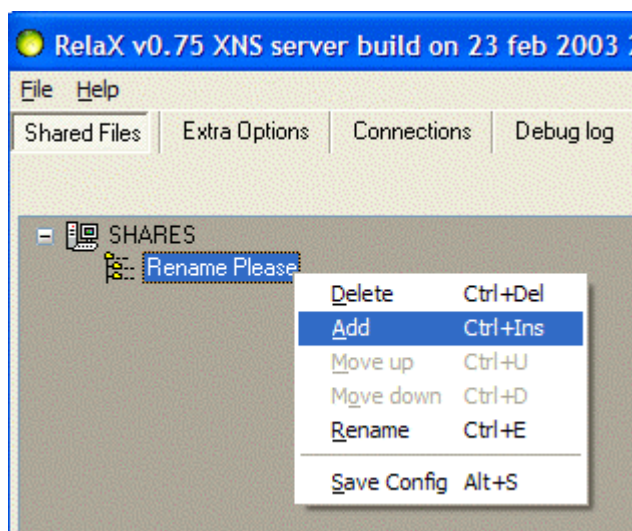 RelaX v0.75 XNS server build on 23 feb 2003
File Help
Shared Files Extra Options Connections Debug log
SHARES
Rename Please
Delete Ctrl+Del
Add Ctrl+Ins
Move up Ctrl+U
Move down Ctrl+D
Rename Ctrl+E
Save Config Alt+S